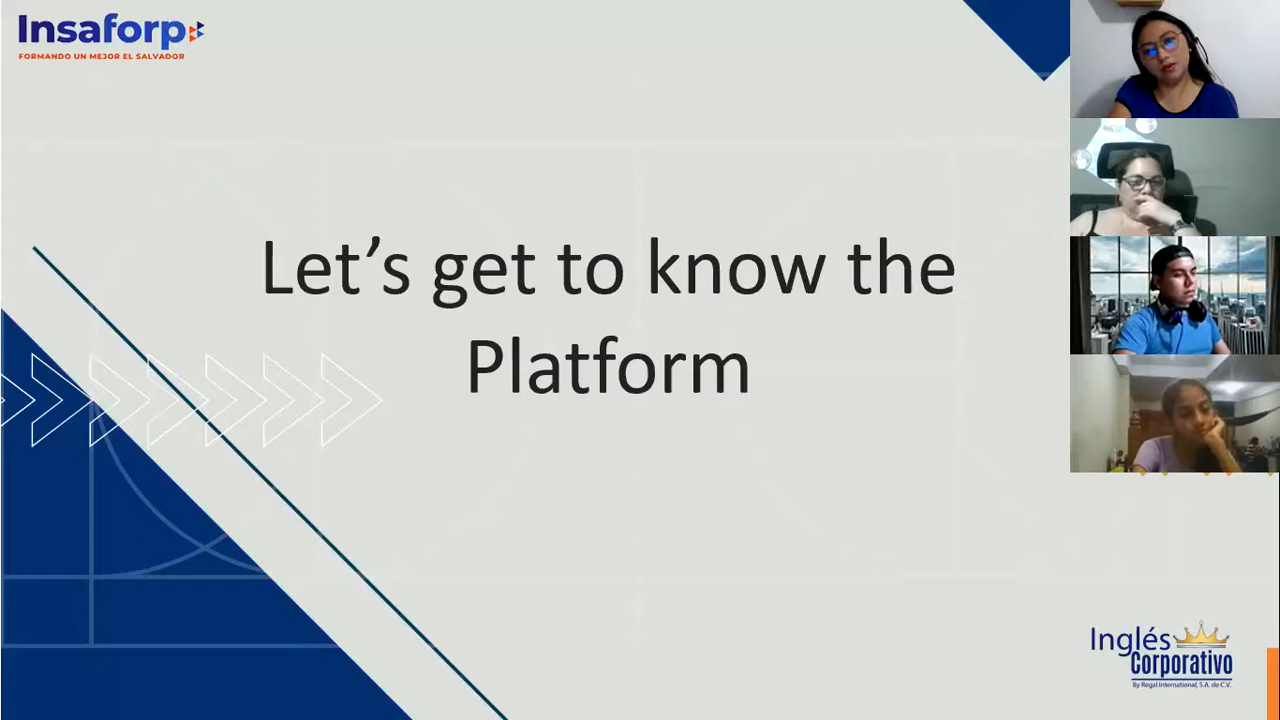 Insaforp
FORMANDO UN MEJOR EL SALVADOR
Let’s get to know the
Platform
Inglés
Corporativo
By Regal International, S.A. de C.V.